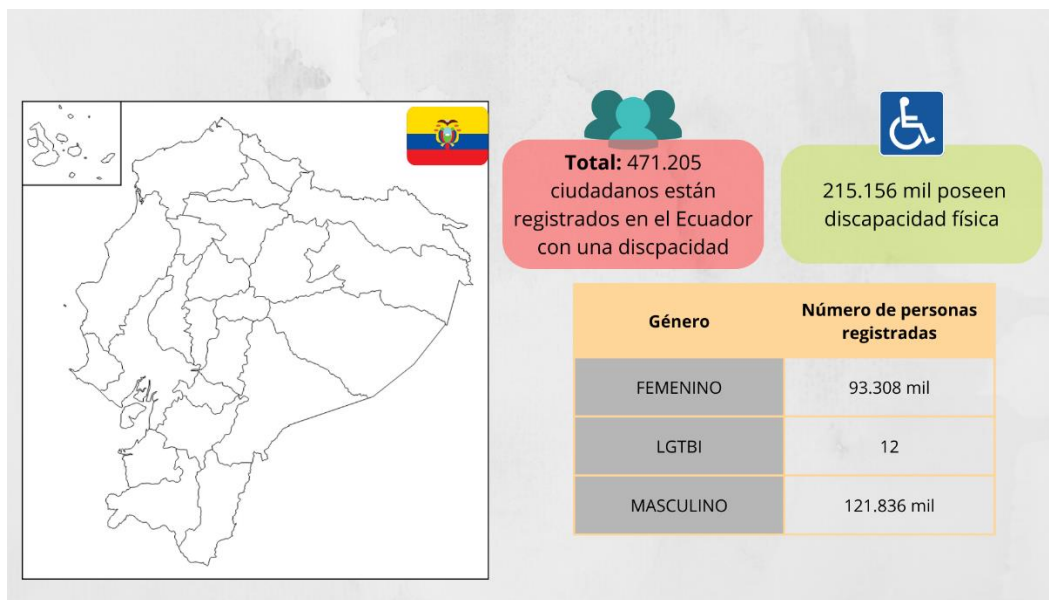 Total: 471.205
ciudadanos están
registrados en el Ecuador
con una discpacidad
215.156 mil poseen
discapacidad física
Género
Número de personas
registradas
FEMENINO
93.308 mil
LGTBI
12
MASCULINO
121.836 mil